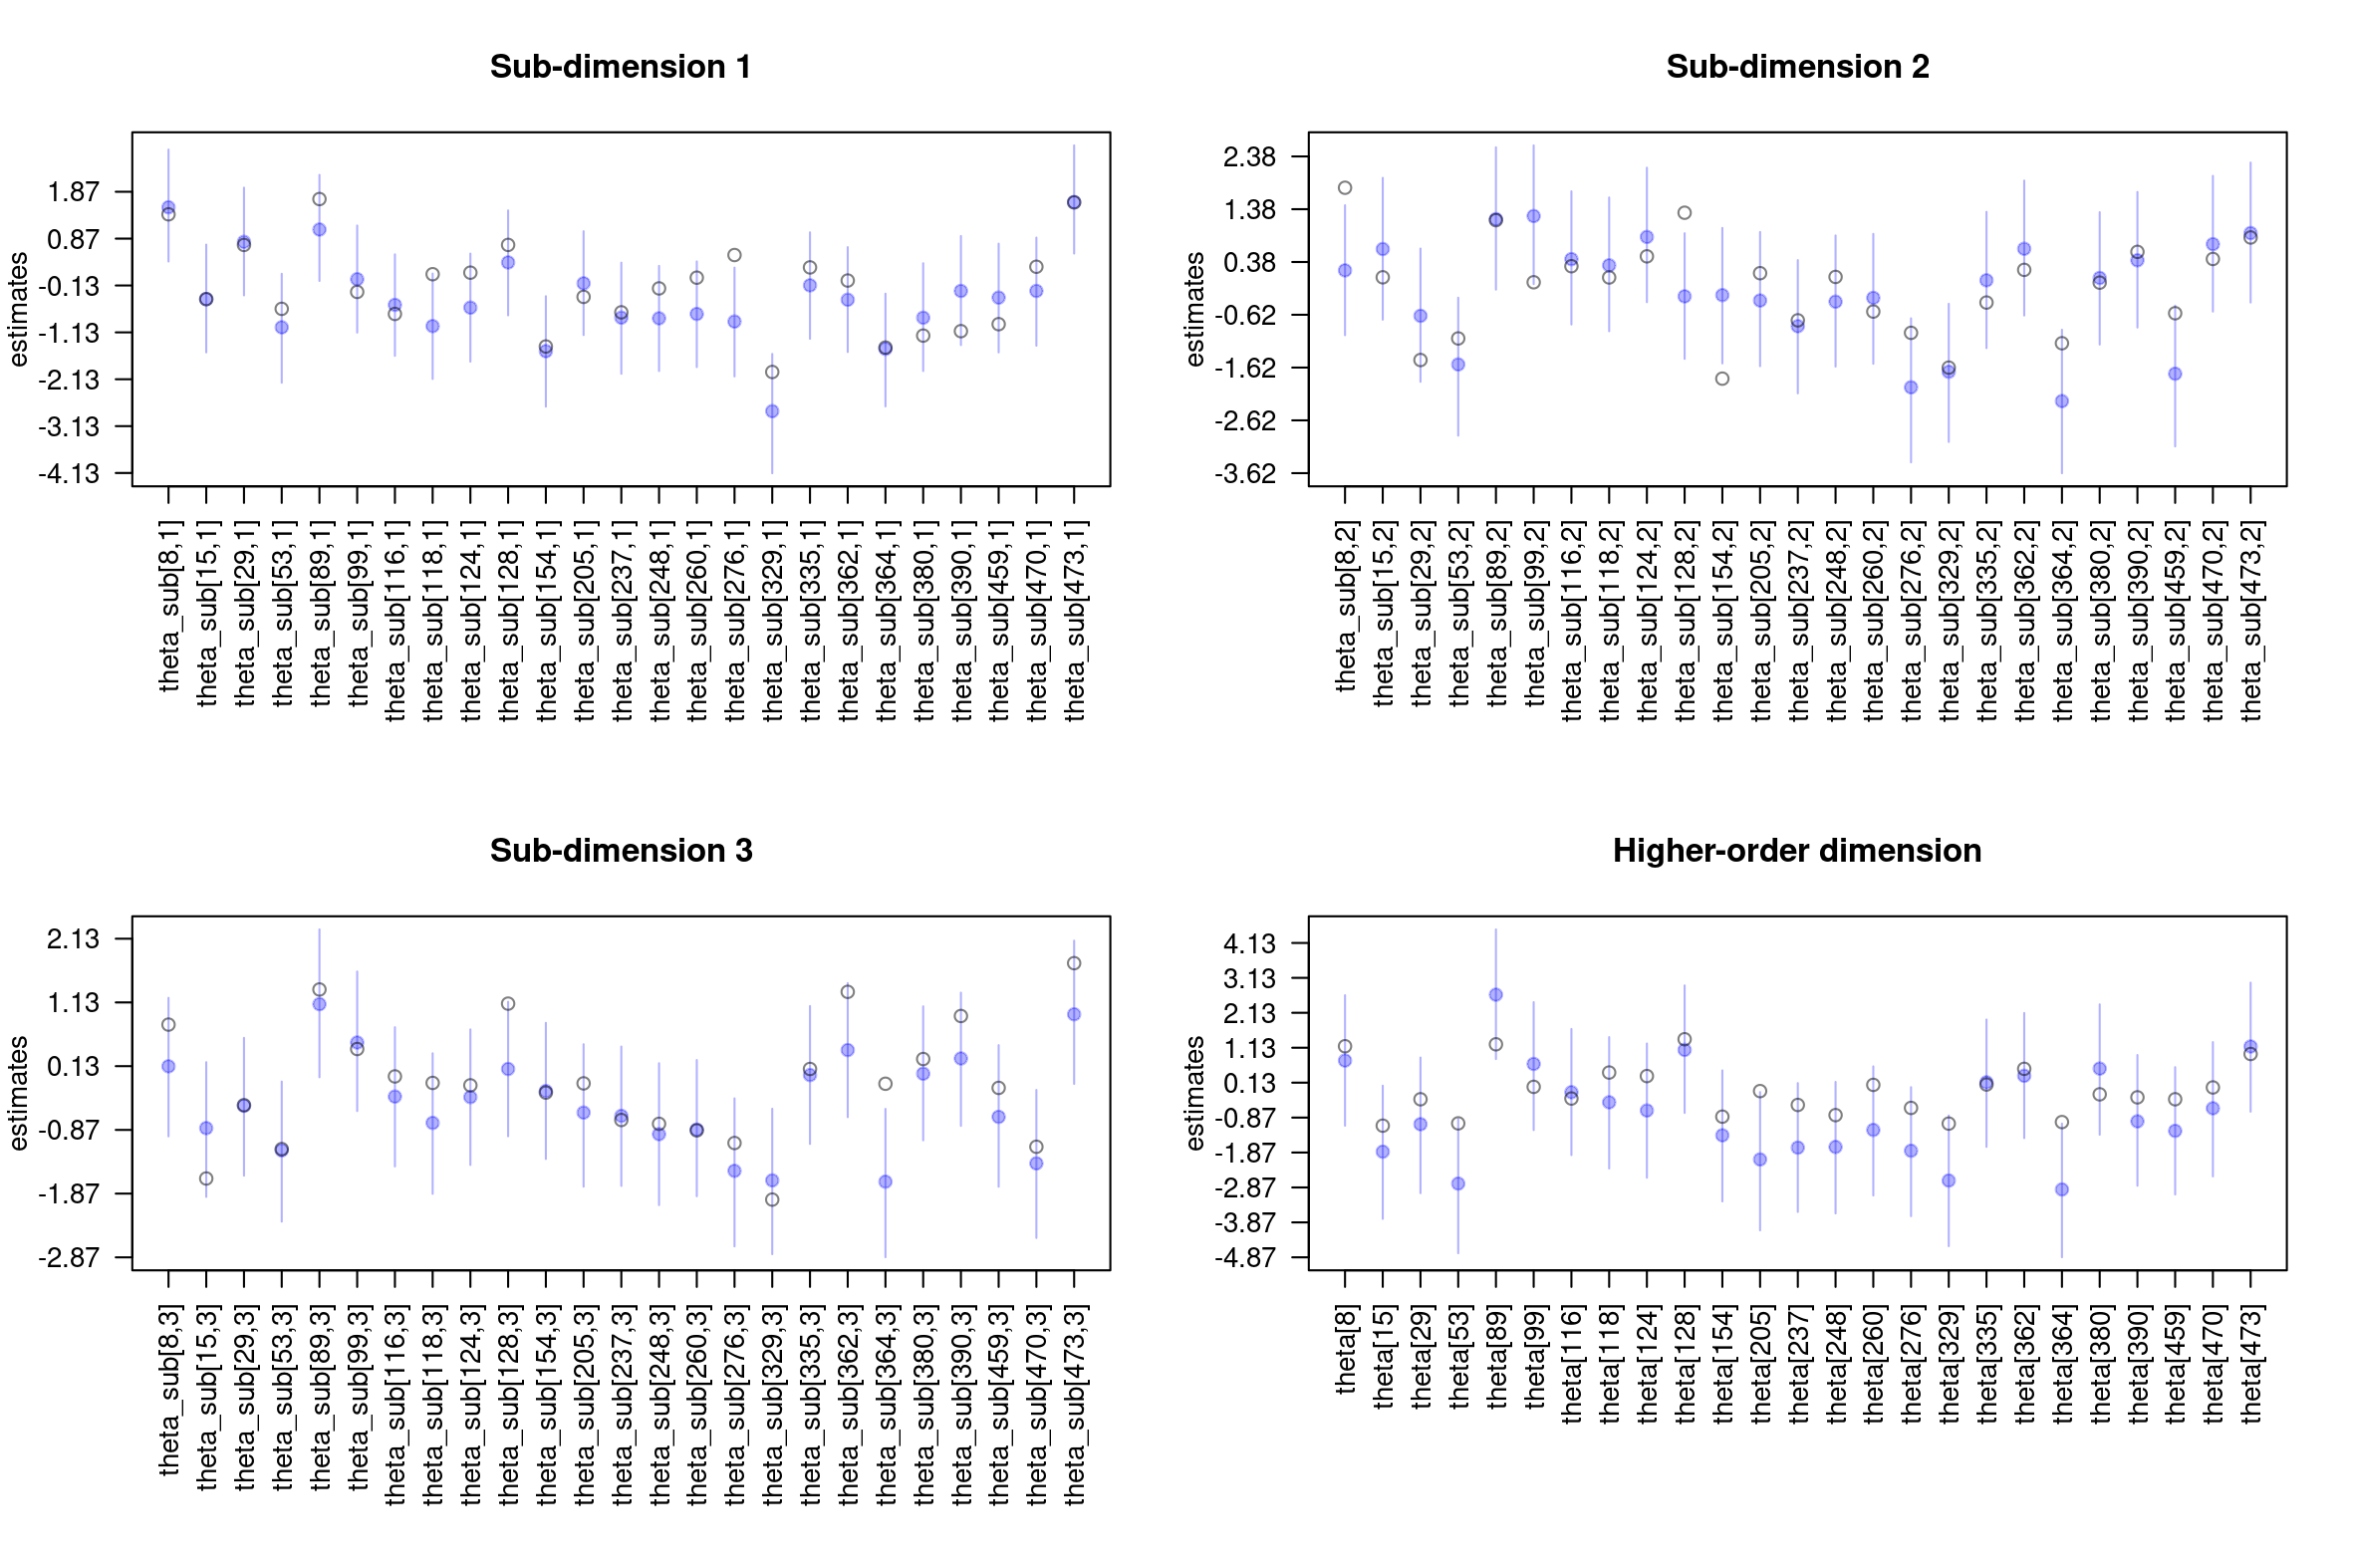 Sub-dimension 1
estimates
1.87
0.87
-0.13
-1.13
-2.13
-3.13
-4.13
theta_sub[8,1]
theta_sub[15,1]
theta_sub[29,1]
theta_sub[53,1]
theta_sub[89,1]
theta_sub[99,1]
theta_sub[116,1]
theta_sub[118,1]
theta_sub[124,1]
theta_sub[128,1]
theta_sub[154,1]
theta_sub[205,1]
theta_sub[237,1]
theta_sub[248,1]
theta_sub[260,1]
theta_sub[276,1]
theta_sub[329,1]
theta_sub[335,1]
theta_sub[362,1]
theta_sub[364,1]
theta_sub[380,1]
theta_sub[390,1]
theta_sub[459,1]
theta_sub[470,1]
theta_sub[473,1]
Sub-dimension 2
estimates
2.38
1.38
0.38
-0.62
-1.62
-2.62
-3.62
theta_sub[8,2]
theta_sub[15,2]
theta_sub[29,2]
theta_sub[53,2]
theta_sub[89,2]
theta_sub[99,2]
theta_sub[116,2]
theta_sub[118,2]
theta_sub[124,2]
theta_sub[128,2]
theta_sub[154,2]
theta_sub[205,2]
theta_sub[237,2]
theta_sub[248,2]
theta_sub[260,2]
theta_sub[276,2]
theta_sub[329,2]
theta_sub[335,2]
theta_sub[362,2]
theta_sub[364,2]
theta_sub[380,2]
theta_sub[390,2]
theta_sub[459,2]
theta_sub[470,2]
theta_sub[473,2]
Sub-dimension 3
estimates
2.13
1.13
0.13
-0.87
-1.87
-2.87
theta_sub[8,3]
theta_sub[15,3]
theta_sub[29,3]
theta_sub[53,3]
theta_sub[89,3]
theta_sub[99,3]
theta_sub[116,3]
theta_sub[118,3]
theta_sub[124,3]
theta_sub[128,3]
theta_sub[154,3]
theta_sub[205,3]
theta_sub[237,3]
theta_sub[248,3]
theta_sub[260,3]
theta_sub[276,3]
theta_sub[329,3]
theta_sub[335,3]
theta_sub[362,3]
theta_sub[364,3]
theta_sub[380,3]
theta_sub[390,3]
theta_sub[459,3]
theta_sub[470,3]
theta_sub[473,3]
Higher-order dimension
estimates
4.13
3.13
2.13
1.13
0.13
-0.87
-1.87
-2.87
-3.87
-4.87
theta[8]
theta[15]
theta[29]
theta[53]
theta[89]
theta[99]
theta[116]
theta[118]
theta[124]
theta[128]
theta[154]
theta[205]
theta[237]
theta[248]
theta[260]
theta[276]
theta[329]
theta[335]
theta[362]
theta[364]
theta[380]
theta[390]
theta[459]
theta[470]
theta[473]